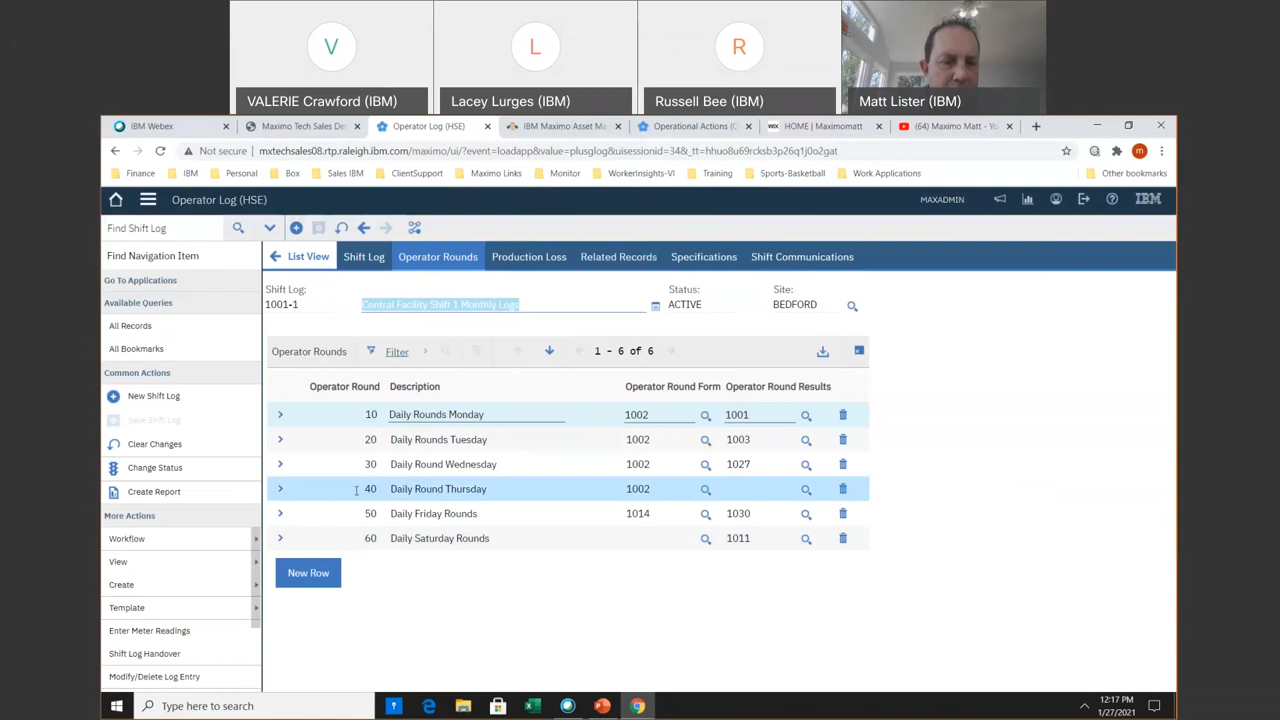 V
L
R
VALERIE Crawford (IBM)
Lacey Lurges (IBM)
Russell Bee (IBM)
Matt Lister (IBM)
IBM Webex
Maximo Tech Sales De
Operator Log (HSE)
IBM Maximo Asset Ma
Operational Actions (C
WIX
HOME | Maximomatt
(64) Maximo Matt - Yo
Not secure
mxtechsales08.rtp.raleigh.ibm.com/maximo/ui/?event=loadapp&value=plusglog&uisessionid=34&_tt=hhuo8u69rcksb3p26q1j0o2gat
m
Finance
IBM
Personal
Box
Sales IBM
ClientSupport
Maximo Links
Monitor
WorkerInsights-VI
Training
Sports-Basketball
Work Applications
Other bookmarks
Operator Log (HSE)
MAXADMIN
IBM
Find Shift Log
Find Navigation Item
Go To Applications
Available Queries
All Records
All Bookmarks
Common Actions
New Shift Log
Save Shift Log
Clear Changes
Change Status
Create Report
More Actions
Workflow
View
Create
Template
Enter Meter Readings
Shift Log Handover
Modify/Delete Log Entry
List View
Shift Log
Operator Rounds
Production Loss
Related Records
Specifications
Shift Communications
Shift Log:
1001-1
Central Facility Shift 1 Monthly Logs
Status:
ACTIVE
Site:
BEDFORD
Operator Rounds
Filter
1 - 6 of 6
Operator Round Description Operator Round Form Operator Round Results
10 Daily Rounds Monday 1002 1001
20 Daily Rounds Tuesday 1002 1003
30 Daily Round Wednesday 1002 1027
40 Daily Round Thursday 1002
50 Daily Friday Rounds 1014 1030
60 Daily Saturday Rounds 1011
New Row
Type here to search
12:17 PM
1/27/2021